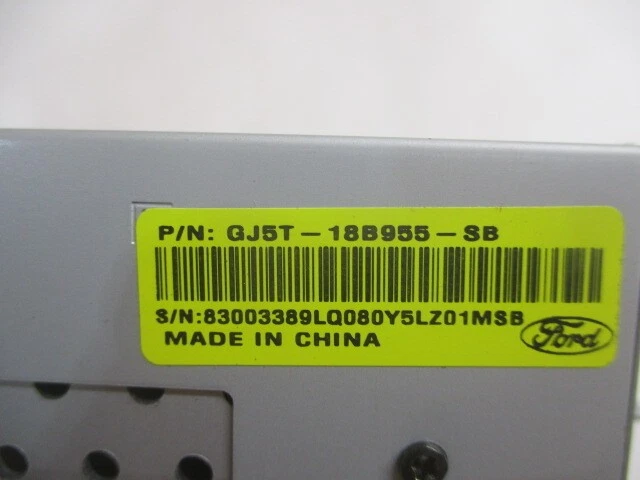 P/N: GJ5T-18B955-SB
S/N:83003389LQ080Y5LZ01MSB
MADE IN CHINA
Ford